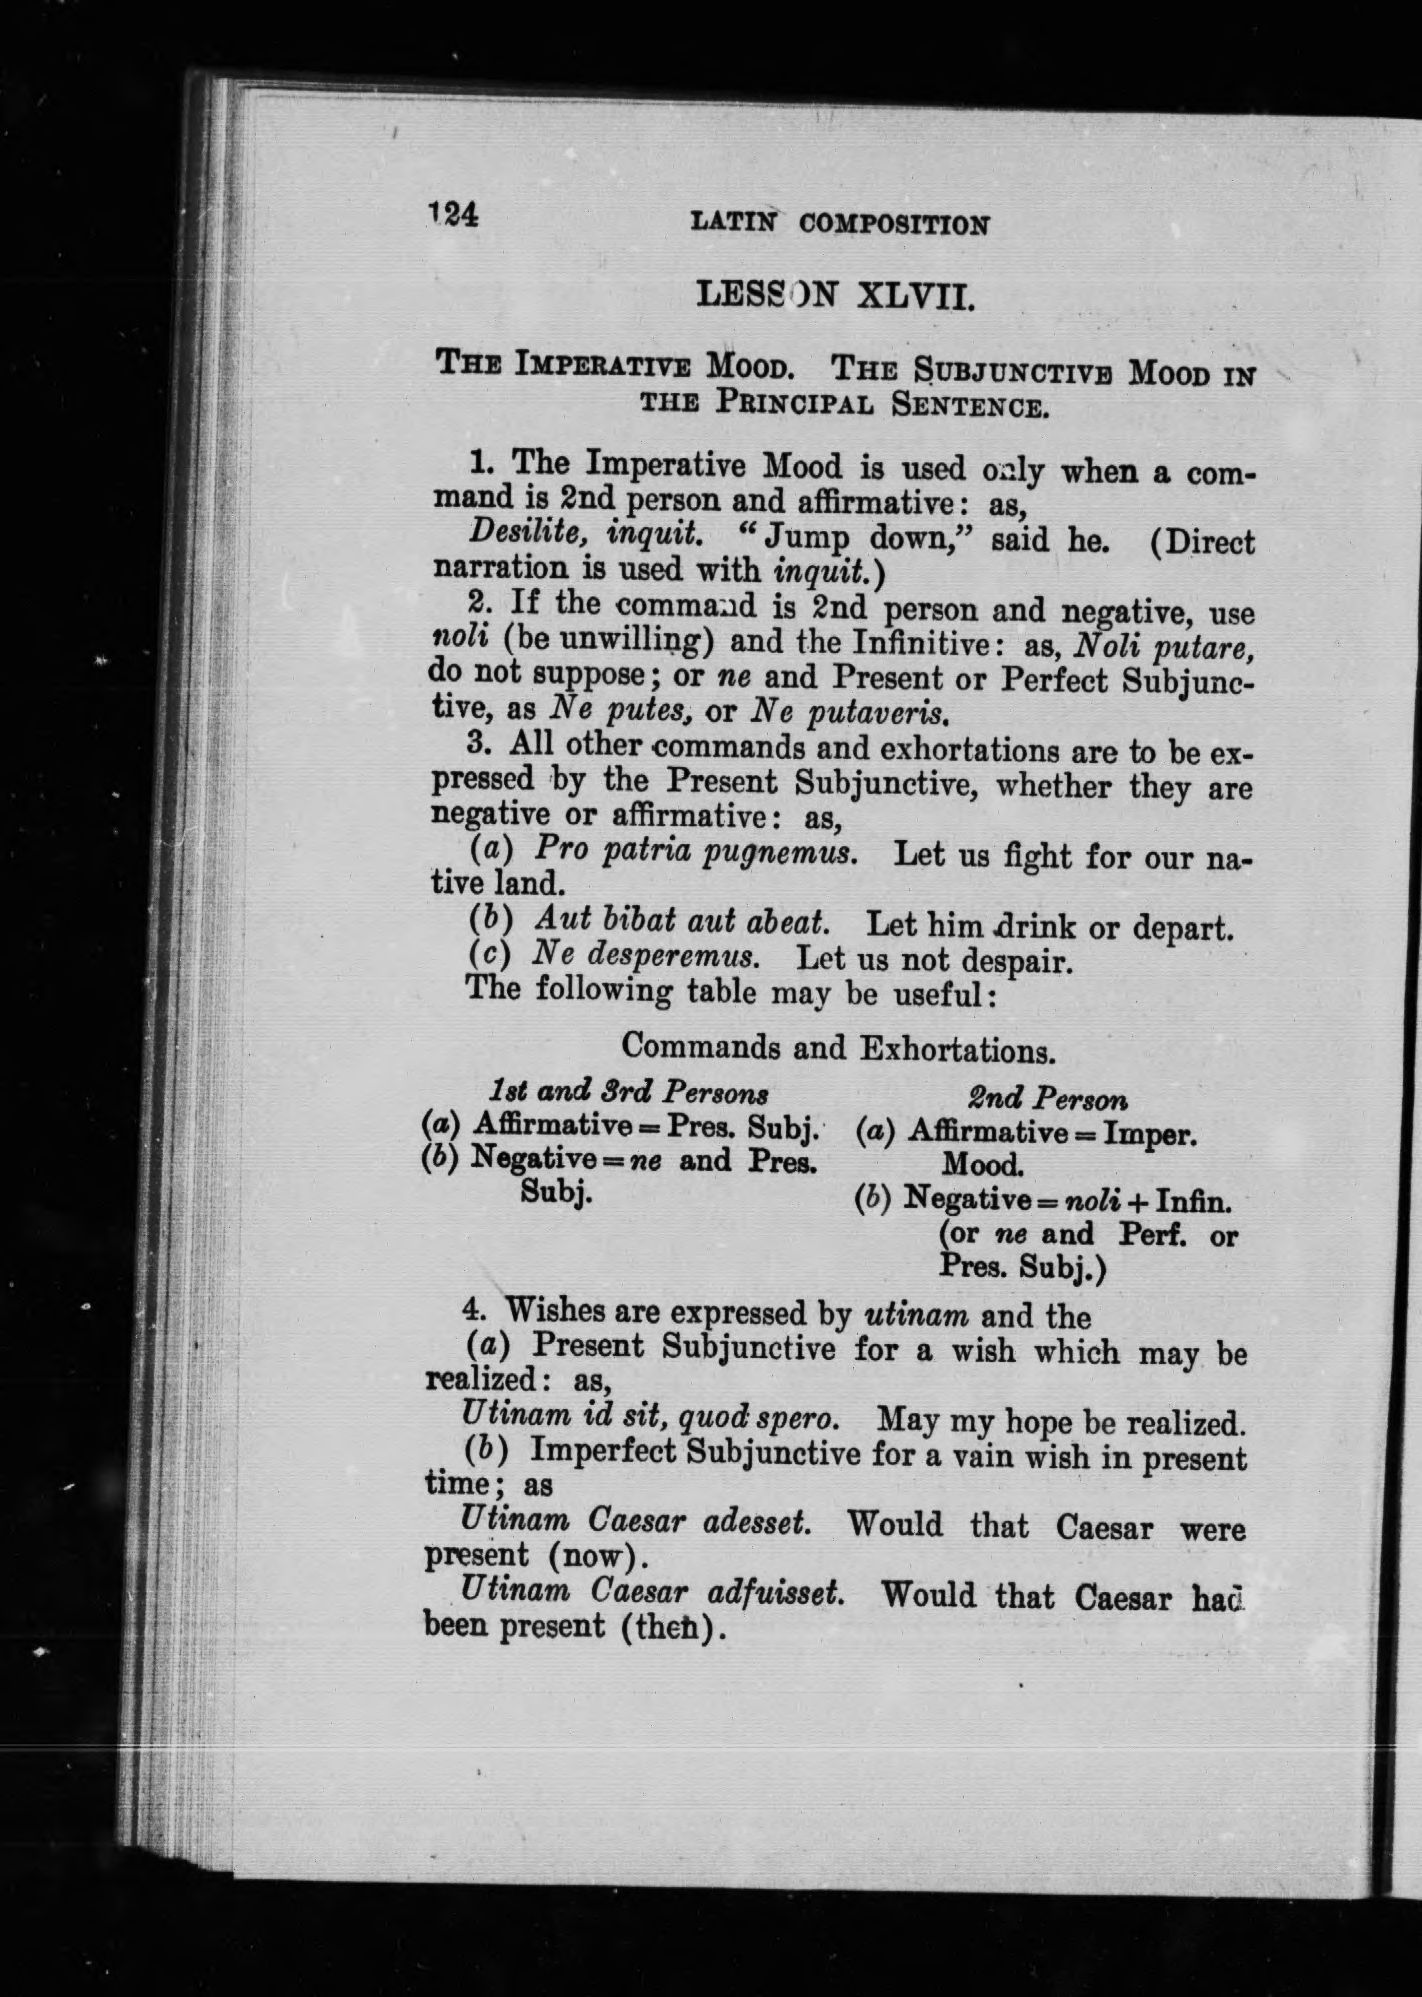 124 LATIN COMPOSITION
LESSON XLVII.
THE IMPERATIVE MOOD. THE SUBJUNCTIVE MOOD IN
THE PRINCIPAL SENTENCE.
1. The Imperative Mood is used only when a com-
mand is 2nd person and affirmative: as,
Desilite, inquit. “Jump down,” said he. (Direct
narration is used with inquit.)
2. If the command is 2nd person and negative, use
noli (be unwilling) and the Infinitive: as, Noli putare,
do not suppose; or ne and Present or Perfect Subjunc-
tive, as Ne putes, or Ne putaveris.
3. All other commands and exhortations are to be ex-
pressed by the Present Subjunctive, whether they are
negative or affirmative: as,
(a) Pro patria pugnemus. Let us fight for our na-
tive land.
(b) Aut bibat aut abeat. Let him drink or depart.
(c) Ne desperemus. Let us not despair.
The following table may be useful:
Commands and Exhortations.
1st and 3rd Persons
(a) Affirmative = Pres. Subj.
(b) Negative = ne and Pres.
Subj.
2nd Person
(a) Affirmative = Imper.
Mood.
(b) Negative = noli + Infin.
(or ne and Perf. or
Pres. Subj.)
4. Wishes are expressed by utinam and the
(a) Present Subjunctive for a wish which may be
realized: as,
Utinam id sit, quod spero. May my hope be realized.
(b) Imperfect Subjunctive for a vain wish in present
time; as
Utinam Caesar adesset. Would that Caesar were
present (now).
Utinam Caesar adfuisset. Would that Caesar had
been present (then).